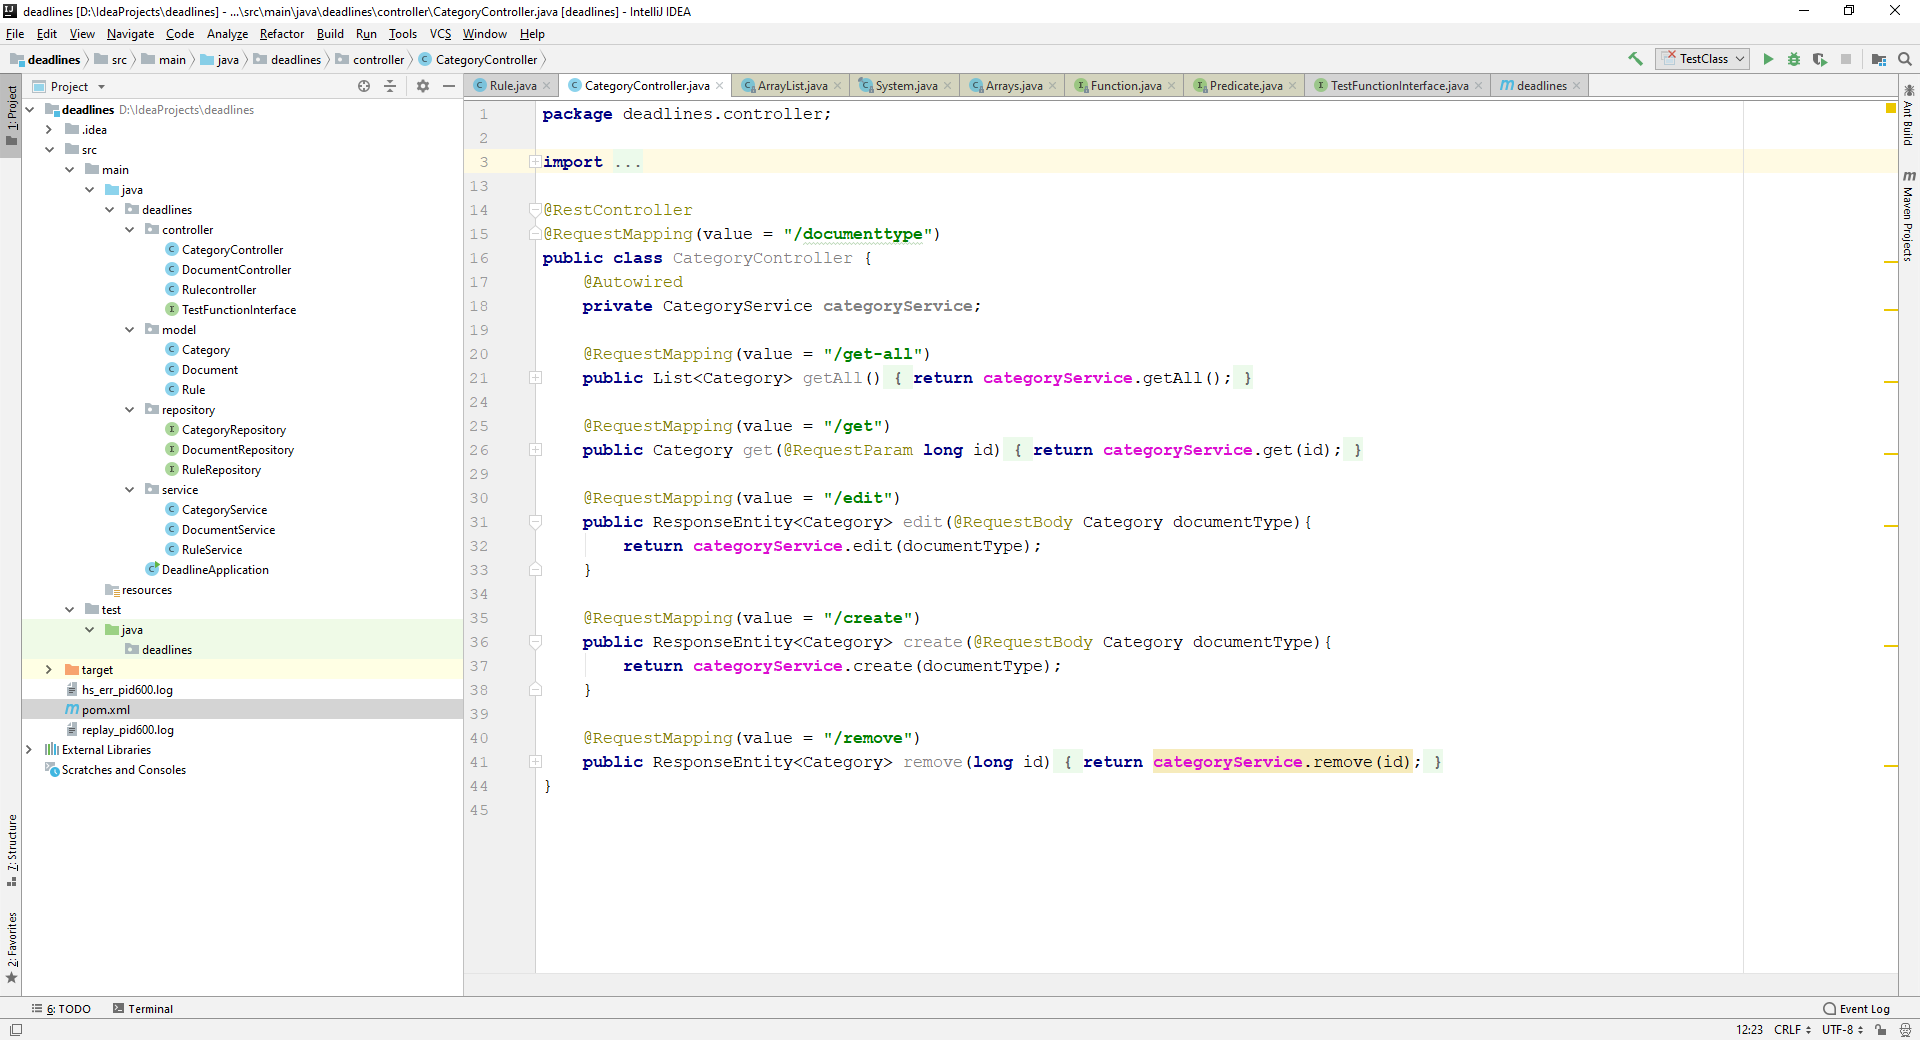 deadlines [D:\IdeaProjects\deadlines] - ...\src\main\java\deadlines\controller\CategoryController.java [deadlines] - IntelliJ IDEA
File Edit View Navigate Code Analyze Refactor Build Run Tools VCS Window Help
deadlines src main java deadlines controller CategoryController TestClass
Project
Rule.java CategoryController.java ArrayList.java System.java Arrays.java Function.java Predicate.java TestFunctionInterface.java deadlines
1: Project
7: Structure
2: Favorites
deadlines D:\IdeaProjects\deadlines
.idea
src
main
java
deadlines
controller
CategoryController
DocumentController
Rulecontroller
TestFunctionInterface
model
Category
Document
Rule
repository
CategoryRepository
DocumentRepository
RuleRepository
service
CategoryService
DocumentService
RuleService
DeadlineApplication
resources
test
java
deadlines
target
hs_err_pid600.log
pom.xml
replay_pid600.log
External Libraries
Scratches and Consoles
1 package deadlines.controller;
2
3 import ...
13
14 @RestController
15 @RequestMapping(value = "/documenttype")
16 public class CategoryController {
17 @Autowired
18 private CategoryService categoryService;
19
20 @RequestMapping(value = "/get-all")
21 public List<Category> getAll() { return categoryService.getAll(); }
24
25 @RequestMapping(value = "/get")
26 public Category get(@RequestParam long id) { return categoryService.get(id); }
29
30 @RequestMapping(value = "/edit")
31 public ResponseEntity<Category> edit(@RequestBody Category documentType){
32 return categoryService.edit(documentType);
33 }
34
35 @RequestMapping(value = "/create")
36 public ResponseEntity<Category> create(@RequestBody Category documentType){
37 return categoryService.create(documentType);
38 }
39
40 @RequestMapping(value = "/remove")
41 public ResponseEntity<Category> remove(long id) { return categoryService.remove(id); }
44 }
45
Ant Build
m Maven Projects
6: TODO Terminal Event Log
12:23 CRLF UTF-8